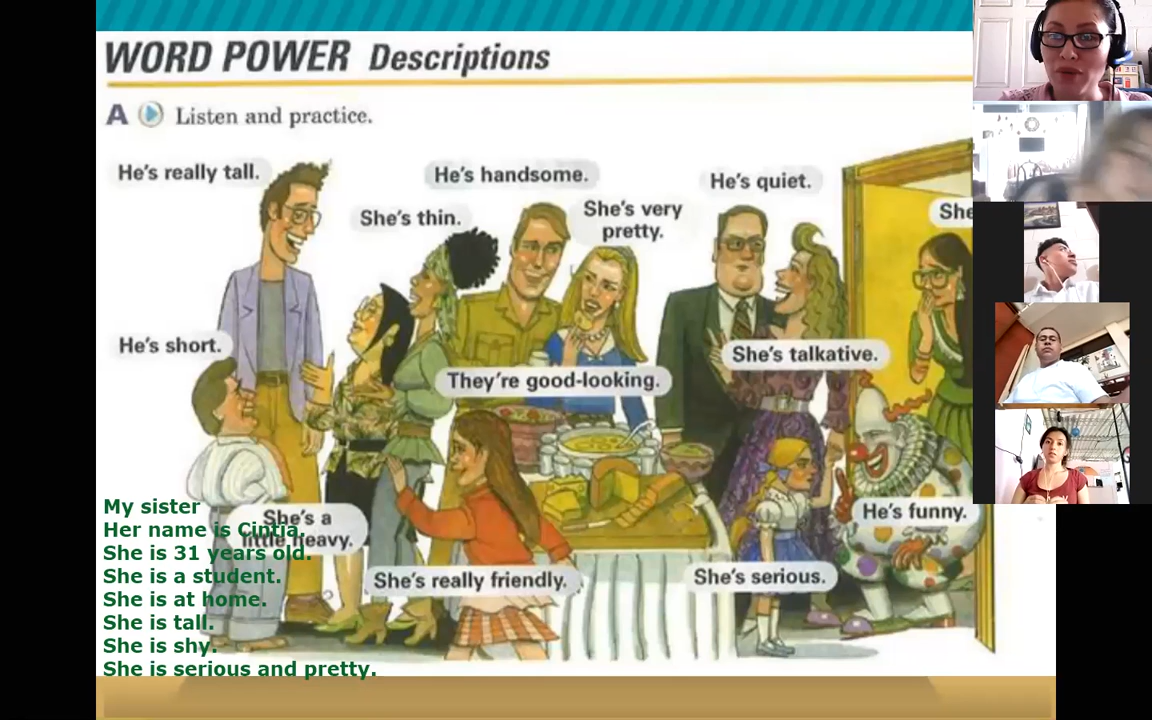 WORD POWER Descriptions
A Listen and practice.
He's really tall.
He's handsome.
He's quiet.
She's thin.
She's very
pretty.
She
He's short.
She's talkative.
They're good-looking.
He's funny.
She's a
little heavy.
She's really friendly.
She's serious.
My sister
Her name is Cintia.
She is 31 years old.
She is a student.
She is at home.
She is tall.
She is shy.
She is serious and pretty.